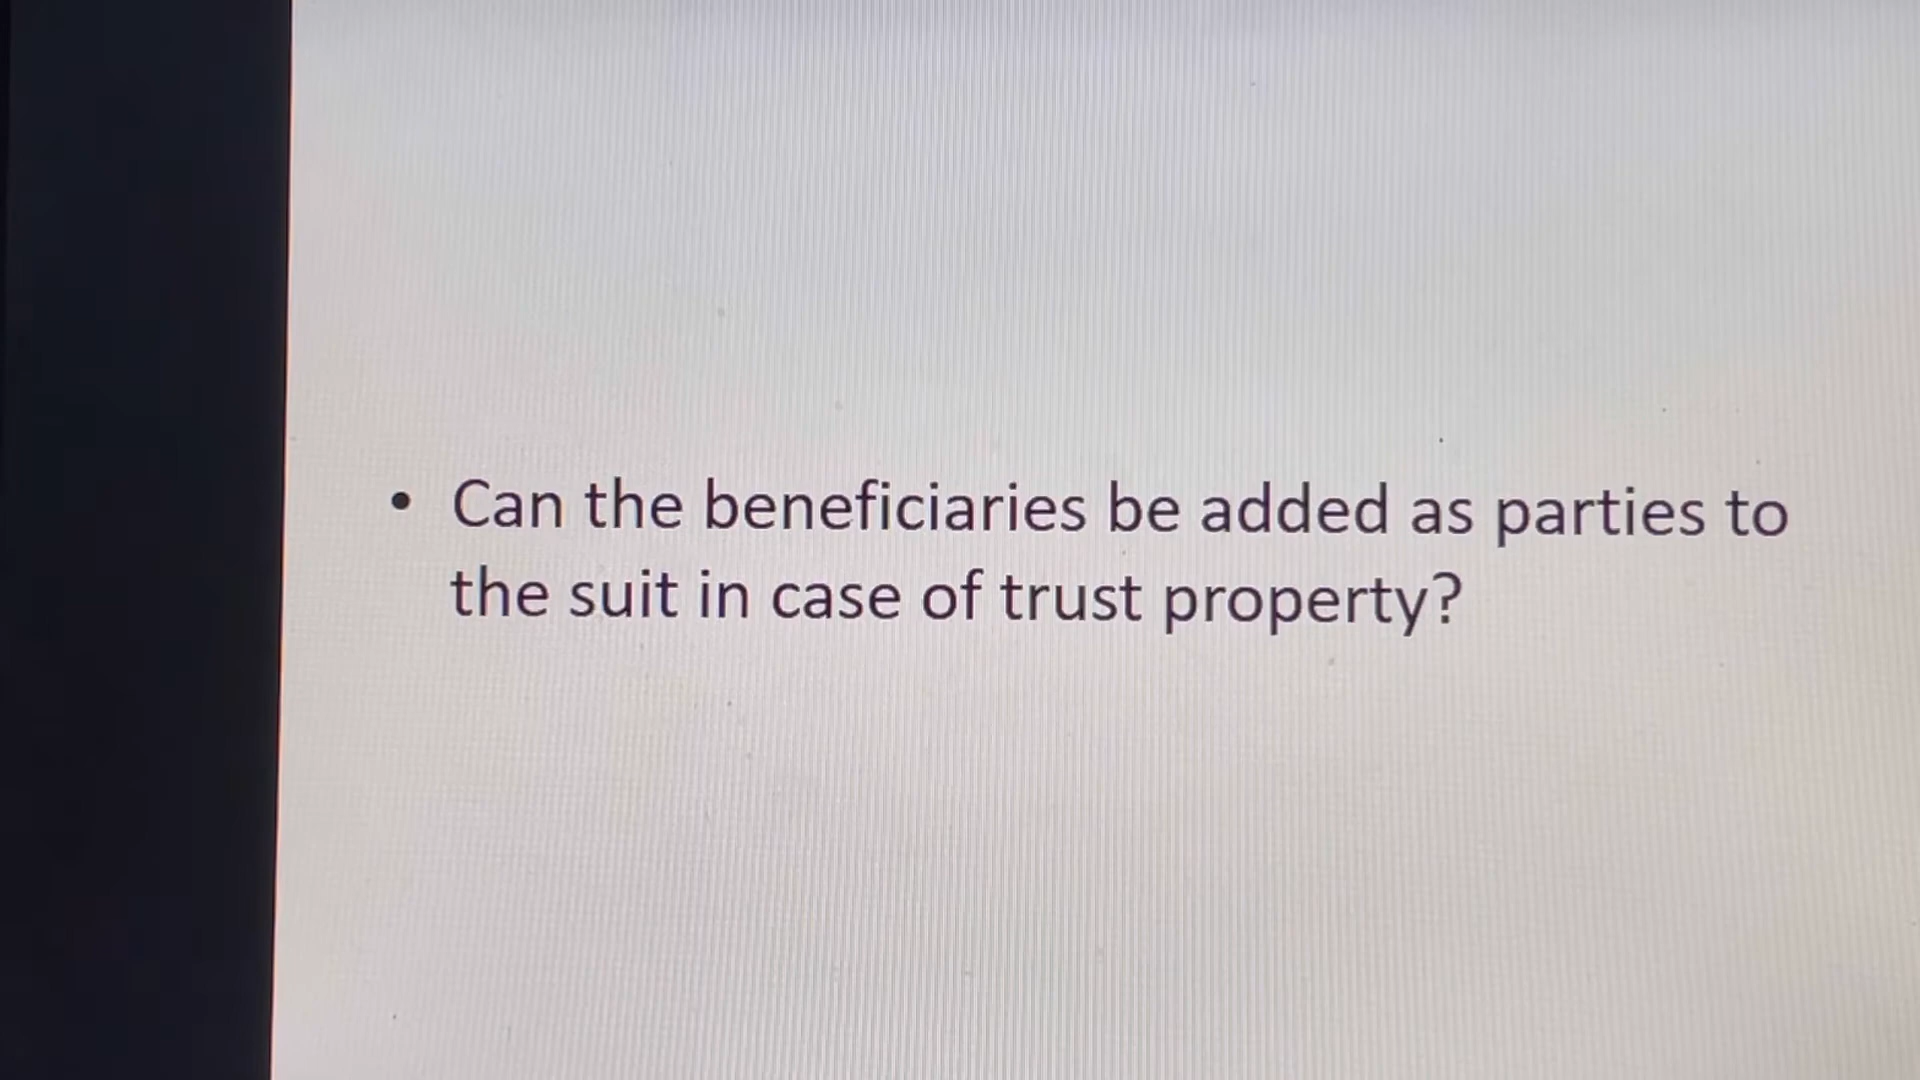 • Can the beneficiaries be added as parties to
the suit in case of trust property?